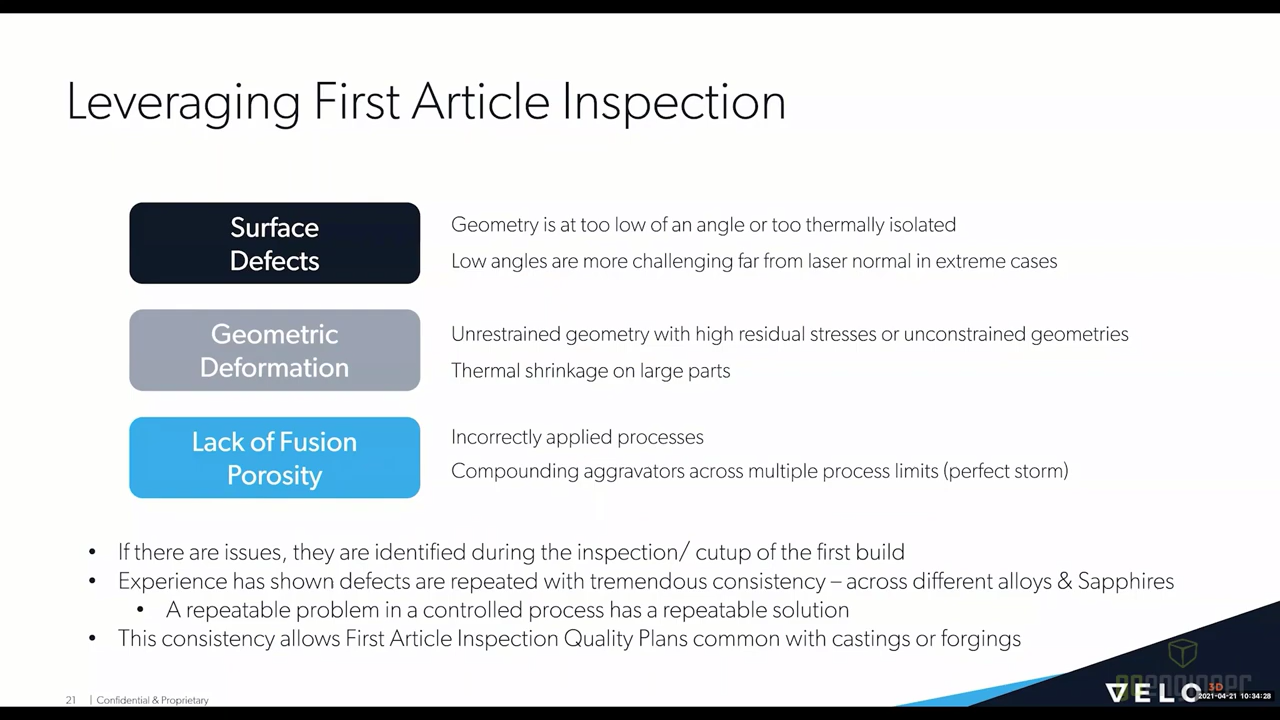 Leveraging First Article Inspection
Surface
Defects
Geometry is at too low of an angle or too thermally isolated
Low angles are more challenging far from laser normal in extreme cases
Geometric
Deformation
Unrestrained geometry with high residual stresses or unconstrained geometries
Thermal shrinkage on large parts
Lack of Fusion
Porosity
Incorrectly applied processes
Compounding aggravators across multiple process limits (perfect storm)
• If there are issues, they are identified during the inspection/ cutup of the first build
• Experience has shown defects are repeated with tremendous consistency – across different alloys & Sapphires
• A repeatable problem in a controlled process has a repeatable solution
• This consistency allows First Article Inspection Quality Plans common with castings or forgings
21 | Confidential & Proprietary
VELO 3D
2021-04-21 10:34:28